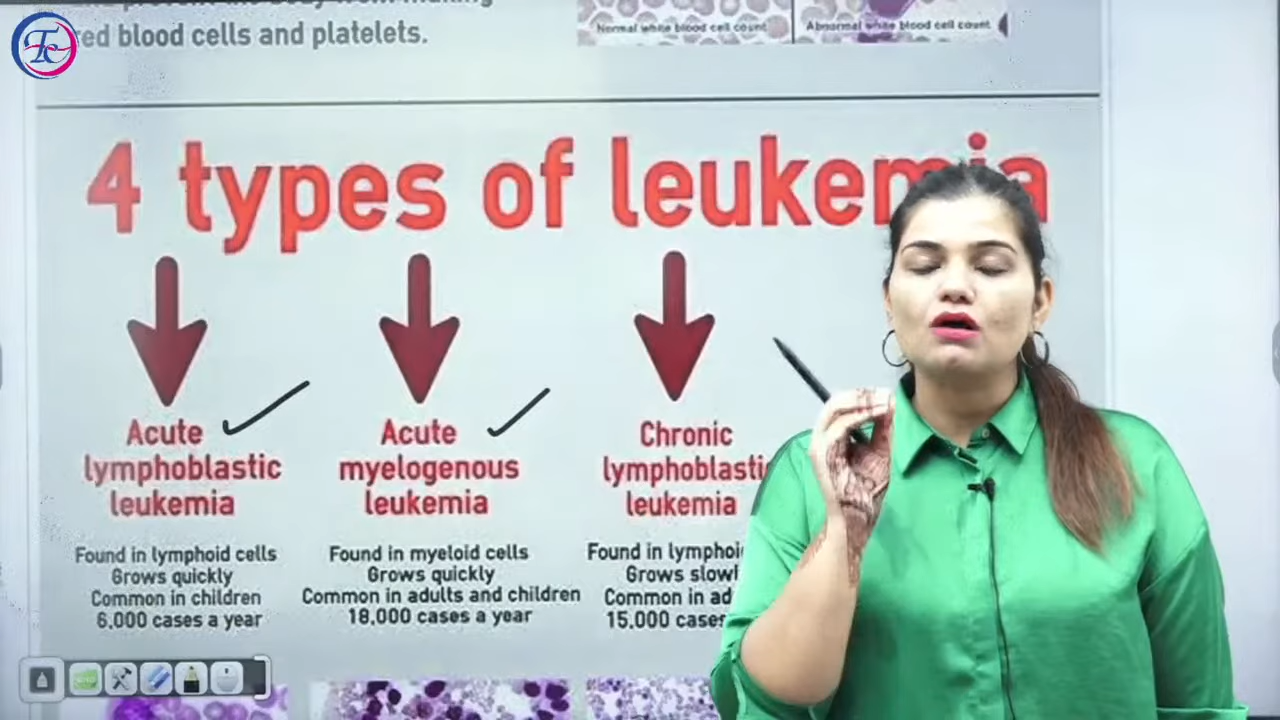 Tc
red blood cells and platelets.
Normal white blood cell count
Abnormal white blood cell count
4 types of leukemia
Acute
lymphoblastic
leukemia
Found in lymphoid cells
Grows quickly
Common in children
6,000 cases a year
Acute
myelogenous
leukemia
Found in myeloid cells
Grows quickly
Common in adults and children
18,000 cases a year
Chronic
lymphoblastic
leukemia
Found in lymphoi
Grows slowl
Common in ad
15,000 cases